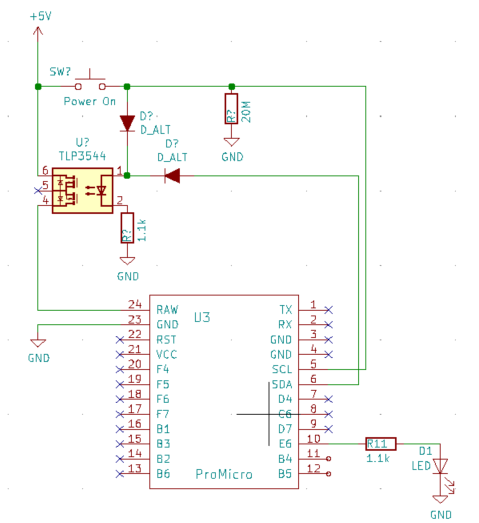 +5V
SW?
Power On
D?
D_ALT
R?
20M
D?
D_ALT
GND
U?
TLP3544
6
5
4
1
2
R?
1.1k
GND
U3
24 RAW TX 1
23 GND RX 2
22 RST GND 3
21 VCC GND 4
20 F4 SCL 5
19 F5 SDA 6
18 F6 D4 7
17 F7 C6 8
16 B1 D7 9
15 B3 E6 10
14 B2 B4 11
13 B6 B5 12
ProMicro
GND
R11
1.1k
D1
LED
GND